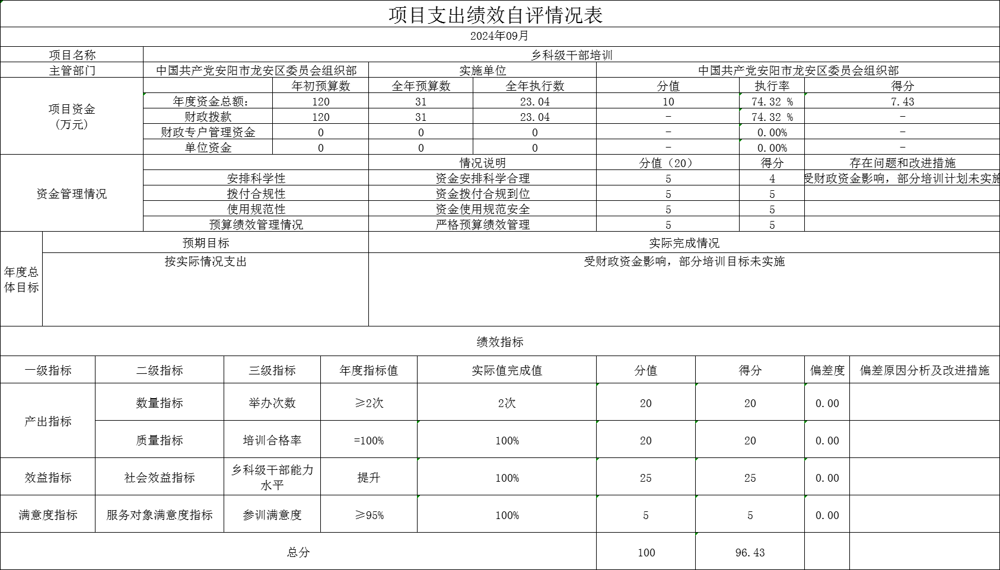 项目支出绩效自评情况表
2024年09月
项目名称 乡科级干部培训
主管部门 中国共产党安阳市龙安区委员会组织部 实施单位 中国共产党安阳市龙安区委员会组织部
项目资金
(万元)
年初预算数 全年预算数 全年执行数 分值 执行率 得分
年度资金总额： 120 31 23.04 10 74.32 % 7.43
财政拨款 120 31 23.04 - 74.32 % -
财政专户管理资金 0 0 0 - 0.00% -
单位资金 0 0 0 - 0.00% -
资金管理情况
情况说明 分值（20） 得分 存在问题和改进措施
安排科学性 资金安排科学合理 5 4 受财政资金影响，部分培训计划未实施
拨付合规性 资金拨付合规到位 5 5
使用规范性 资金使用规范安全 5 5
预算绩效管理情况 严格预算绩效管理 5 5
年度总
体目标
预期目标 实际完成情况
按实际情况支出 受财政资金影响，部分培训目标未实施
绩效指标
一级指标 二级指标 三级指标 年度指标值 实际值完成值 分值 得分 偏差度 偏差原因分析及改进措施
产出指标 数量指标 举办次数 ≥2次 2次 20 20 0.00
质量指标 培训合格率 =100% 100% 20 20 0.00
效益指标 社会效益指标 乡科级干部能力
水平 提升 100% 25 25 0.00
满意度指标 服务对象满意度指标 参训满意度 ≥95% 100% 5 5 0.00
总分 100 96.43